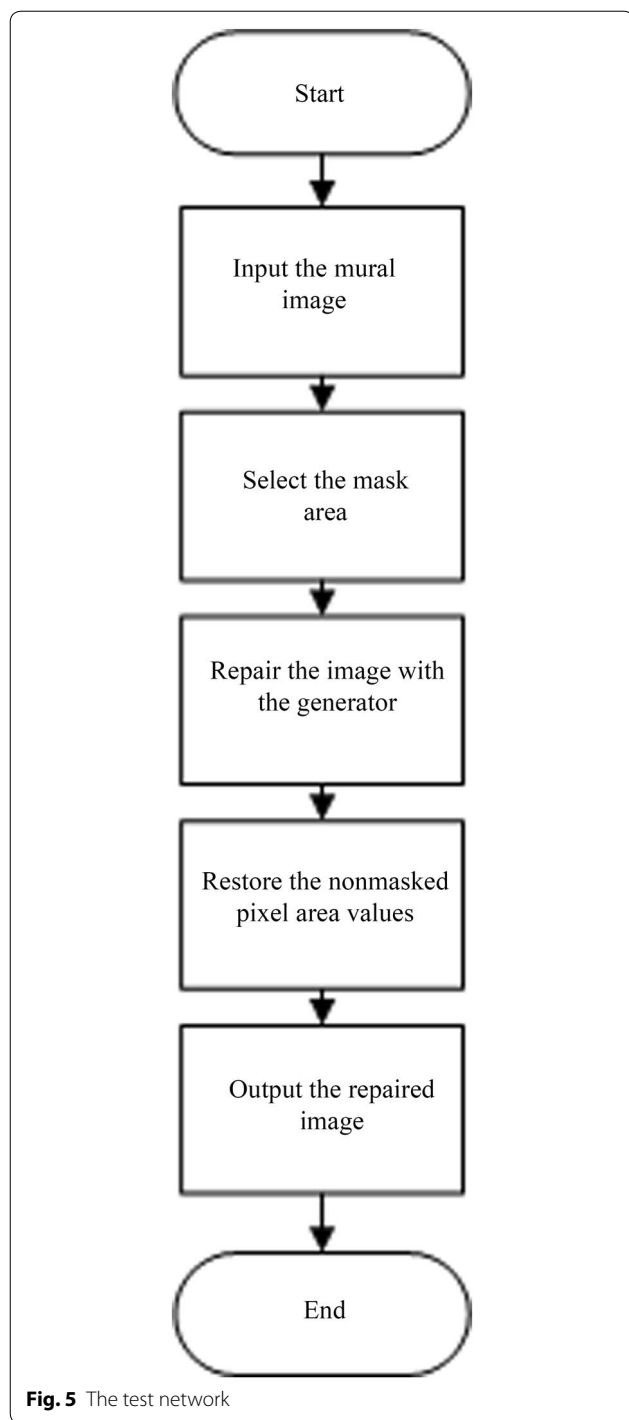 Start
Input the mural
image
Select the mask
area
Repair the image with
the generator
Restore the nonmasked
pixel area values
Output the repaired
image
End
Fig. 5 The test network